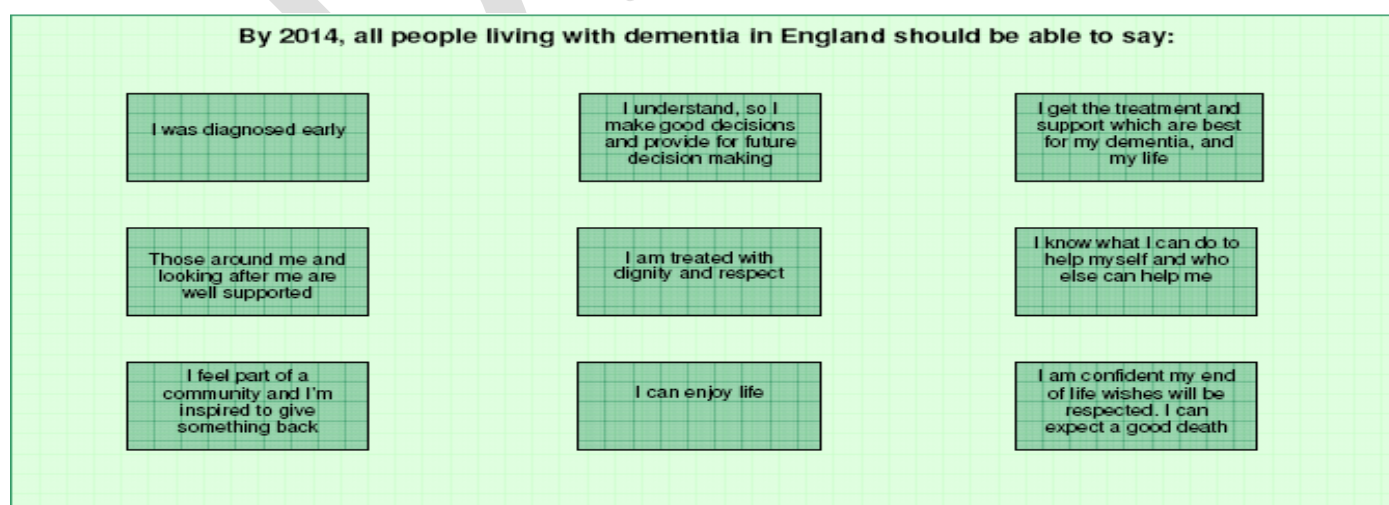 By 2014, all people living with dementia in England should be able to say:
I was diagnosed early
I understand, so I
make good decisions
and provide for future
decision making
I get the treatment and
support which are best
for my dementia, and
my life
Those around me and
looking after me are
well supported
I am treated with
dignity and respect
I know what I can do to
help myself and who
else can help me
I feel part of a
community and I'm
inspired to give
something back
I can enjoy life
I am confident my end
of life wishes will be
respected. I can
expect a good death